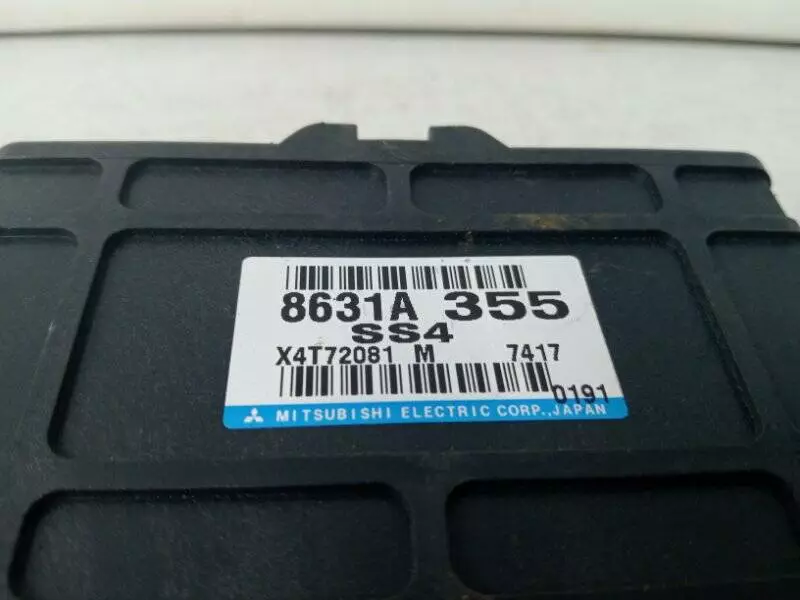 8631A 355
SS4
X4T72081 M 7417
0191
MITSUBISHI ELECTRIC CORP., JAPAN